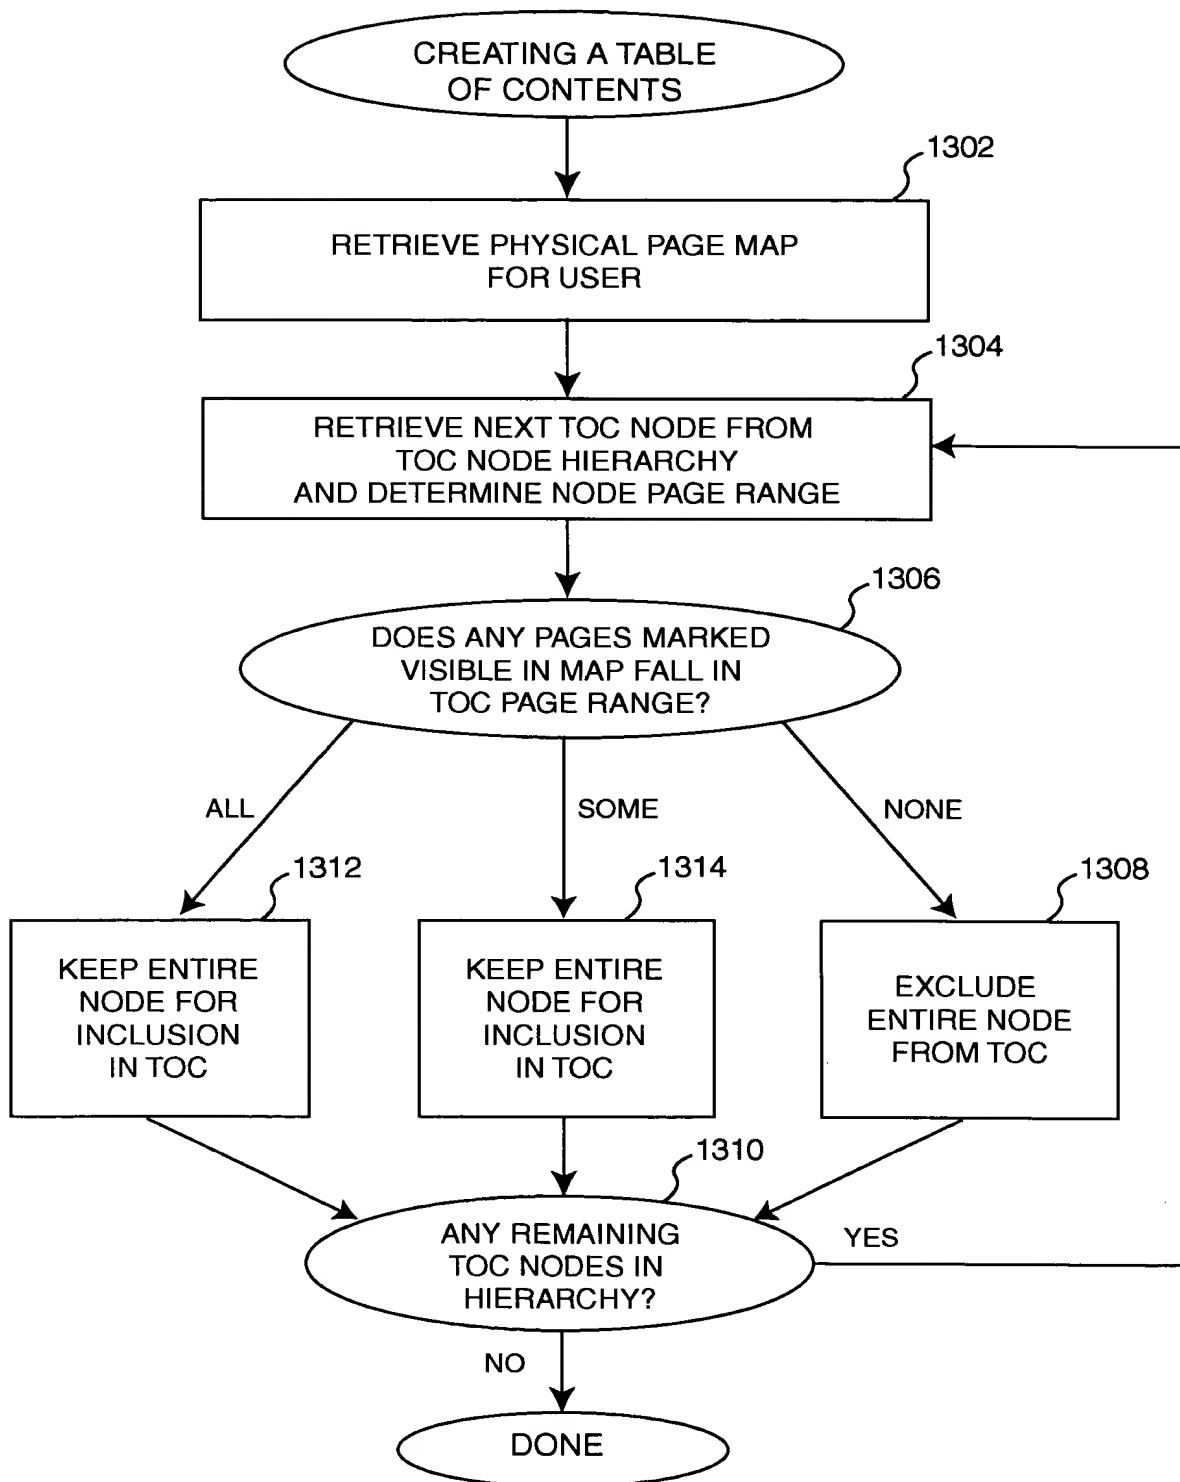 CREATING A TABLE
OF CONTENTS
1302
RETRIEVE PHYSICAL PAGE MAP
FOR USER
1304
RETRIEVE NEXT TOC NODE FROM
TOC NODE HIERARCHY
AND DETERMINE NODE PAGE RANGE
1306
DOES ANY PAGES MARKED
VISIBLE IN MAP FALL IN
TOC PAGE RANGE?
ALL
SOME
NONE
1312
1314
1308
KEEP ENTIRE
NODE FOR
INCLUSION
IN TOC
KEEP ENTIRE
NODE FOR
INCLUSION
IN TOC
EXCLUDE
ENTIRE NODE
FROM TOC
1310
ANY REMAINING
TOC NODES IN
HIERARCHY?
YES
NO
DONE